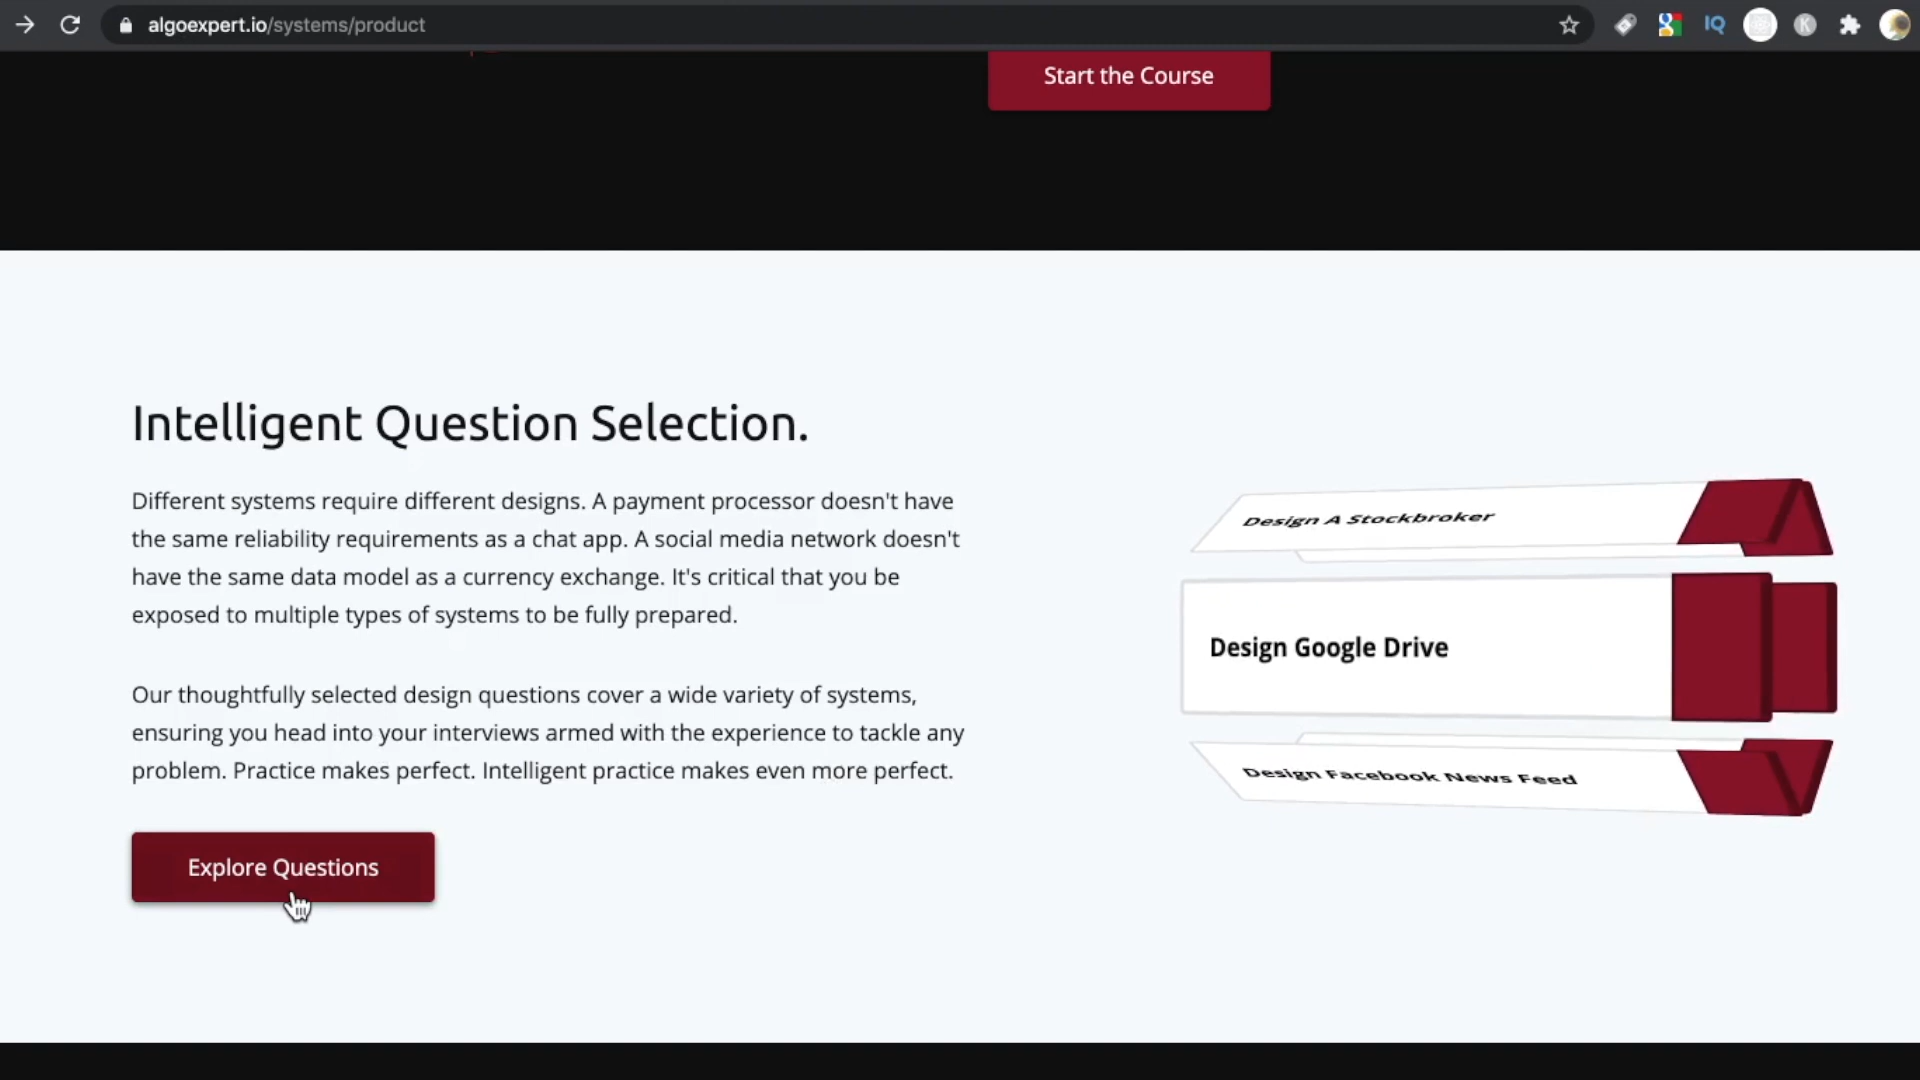 algoexpert.io/systems/product
IQ
K
Start the Course
Intelligent Question Selection.
Different systems require different designs. A payment processor doesn't have
the same reliability requirements as a chat app. A social media network doesn't
have the same data model as a currency exchange. It's critical that you be
exposed to multiple types of systems to be fully prepared.
Our thoughtfully selected design questions cover a wide variety of systems,
ensuring you head into your interviews armed with the experience to tackle any
problem. Practice makes perfect. Intelligent practice makes even more perfect.
Explore Questions
Design A Stockbroker
Design Google Drive
Design Facebook News Feed